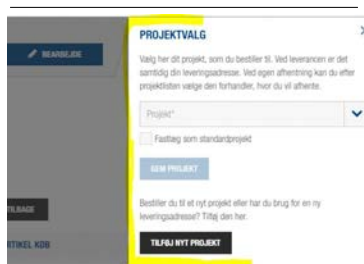 PROJEKTVALG
BEARBEJDE
Vælg her dit projekt, som du bestiller til. Ved leverancen er det
samtidig din leveringsadresse. Ved egen afhentning kan du efter
projektlisten vælge den forhandler, hvor du vil afhente.
Projekt*
Fastlæg som standardprojekt
GEM PROJEKT
Bestiller du til et nyt projekt eller har du brug for en ny
leveringsadresse? Tilføj den her.
TILBAGE
TILFØJ NYT PROJEKT
RTIKEL KØB